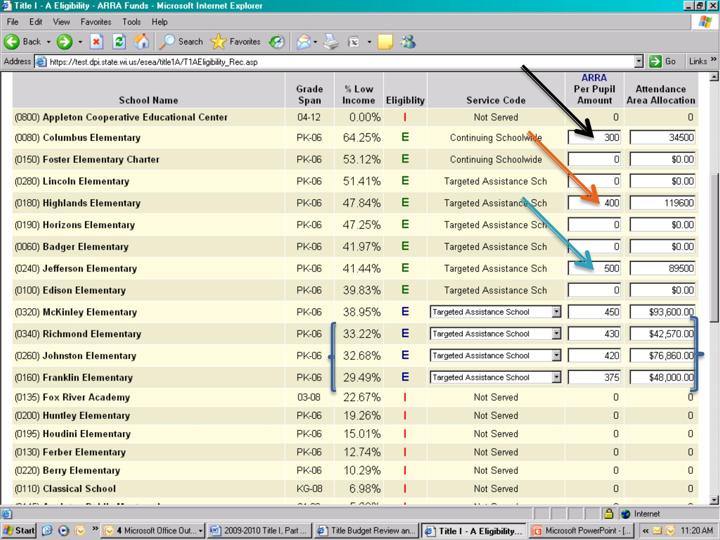 Title I - A Eligibility - ARRA Funds - Microsoft Internet Explorer
File Edit View Favorites Tools Help
Back Search Favorites
Address https://test.dpi.state.wi.us/esea/title1A/T1AEligibility_Rec.asp Go Links »
School Name Grade Span % Low Income Eligiblity Service Code ARRA Per Pupil Amount Attendance Area Allocation
(0800) Appleton Cooperative Educational Center 04-12 0.00% I Not Served 0 0
(0080) Columbus Elementary PK-06 64.25% E Continuing Schoolwide 300 34500
(0150) Foster Elementary Charter PK-06 53.12% E Continuing Schoolwide 0 $0.00
(0280) Lincoln Elementary PK-06 51.41% E Targeted Assistance Sch 0 $0.00
(0180) Highlands Elementary PK-06 47.84% E Targeted Assistance Sch 400 119600
(0190) Horizons Elementary PK-06 47.25% E Targeted Assistance Sch 0 $0.00
(0060) Badger Elementary PK-06 41.97% E Targeted Assistance Sch 0 $0.00
(0240) Jefferson Elementary PK-06 41.44% E Targeted Assistance Sch 500 89500
(0100) Edison Elementary PK-06 39.83% E Targeted Assistance Sch 0 $0.00
(0320) McKinley Elementary PK-06 38.95% E Targeted Assistance School 450 $93,600.00
(0340) Richmond Elementary PK-06 33.22% E Targeted Assistance School 430 $42,570.00
(0260) Johnston Elementary PK-06 32.68% E Targeted Assistance School 420 $76,860.00
(0160) Franklin Elementary PK-06 29.49% E Targeted Assistance School 375 $48,000.00
(0135) Fox River Academy 03-08 22.67% I Not Served 0 0
(0200) Huntley Elementary PK-06 19.26% I Not Served 0 0
(0195) Houdini Elementary PK-06 15.01% I Not Served 0 0
(0130) Ferber Elementary PK-06 12.74% I Not Served 0 0
(0220) Berry Elementary PK-06 10.29% I Not Served 0 0
(0110) Classical School KG-08 6.98% I Not Served 0 0
Internet
Start » 4 Microsoft Office Out... 2009-2010 Title I, Part ... Title Budget Review an... Title I - A Eligibility... Microsoft PowerPoint - [... « 11:20 AM